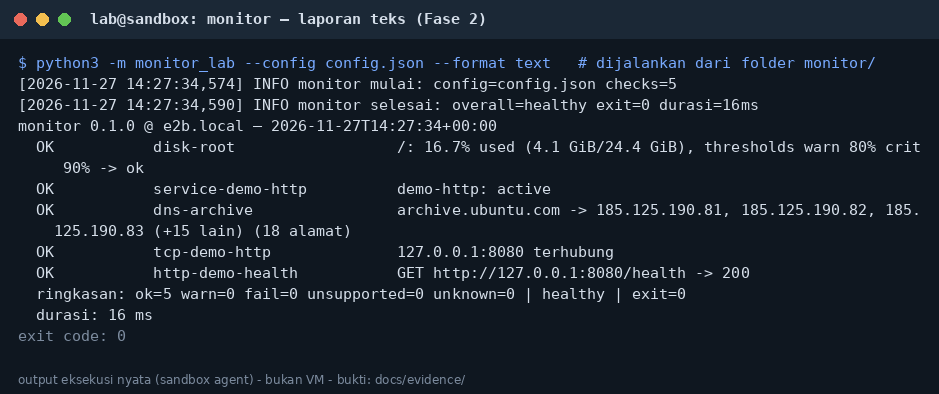 lab@sandbox: monitor — laporan teks (Fase 2)
$ python3 -m monitor_lab --config config.json --format text   # dijalankan dari folder monitor/
[2026-11-27 14:27:34,574] INFO monitor mulai: config=config.json checks=5
[2026-11-27 14:27:34,590] INFO monitor selesai: overall=healthy exit=0 durasi=16ms
monitor 0.1.0 @ e2b.local — 2026-11-27T14:27:34+00:00
  OK           disk-root                  /: 16.7% used (4.1 GiB/24.4 GiB), thresholds warn 80% crit
     90% -> ok
  OK           service-demo-http          demo-http: active
  OK           dns-archive                archive.ubuntu.com -> 185.125.190.81, 185.125.190.82, 185.
    125.190.83 (+15 lain) (18 alamat)
  OK           tcp-demo-http              127.0.0.1:8080 terhubung
  OK           http-demo-health           GET http://127.0.0.1:8080/health -> 200
  ringkasan: ok=5 warn=0 fail=0 unsupported=0 unknown=0 | healthy | exit=0
  durasi: 16 ms
exit code: 0
output eksekusi nyata (sandbox agent) - bukan VM - bukti: docs/evidence/